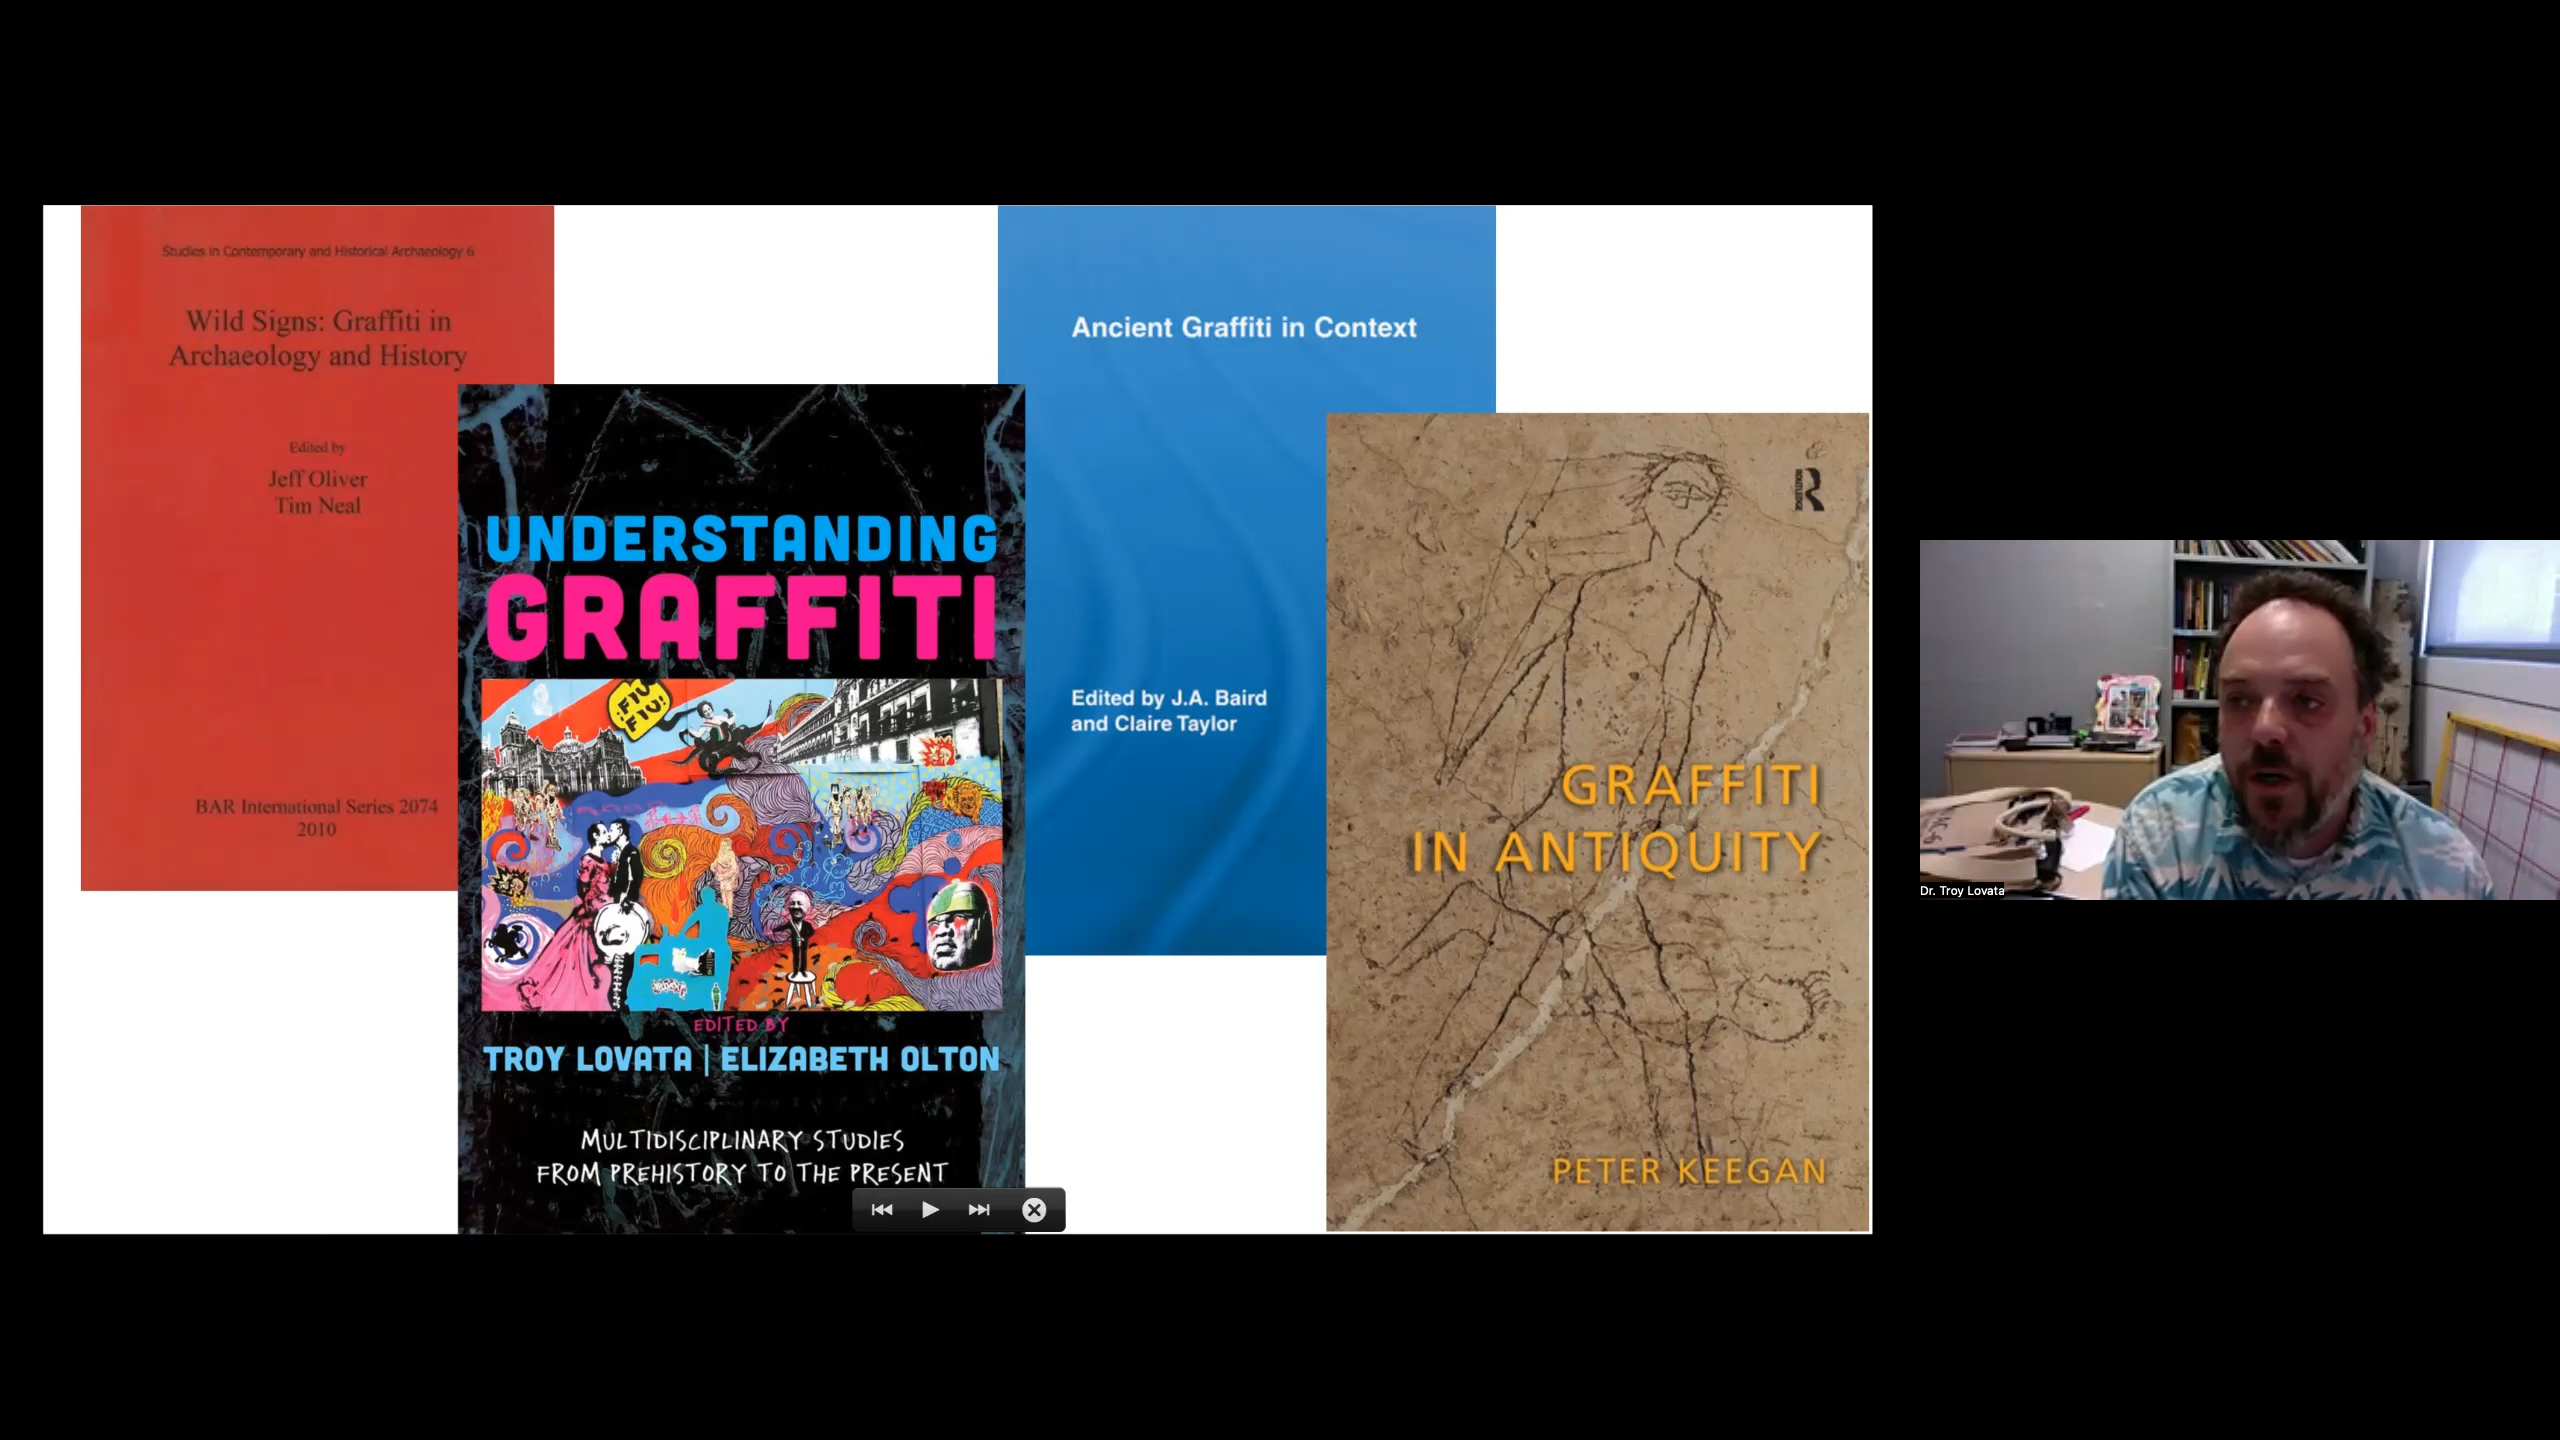 Studies in Contemporary and Historical Archaeology 6
Wild Signs: Graffiti in
Archaeology and History
Edited by
Jeff Oliver
Tim Neal
BAR International Series 2074
2010
UNDERSTANDING
GRAFFITI
¡FIU
FIU!
EDITED BY
TROY LOVATA | ELIZABETH OLTON
MULTIDISCIPLINARY STUDIES
FROM PREHISTORY TO THE PRESENT
Ancient Graffiti in Context
Edited by J.A. Baird
and Claire Taylor
R
ROUTLEDGE
GRAFFITI
IN ANTIQUITY
PETER KEEGAN
Dr. Troy Lovata